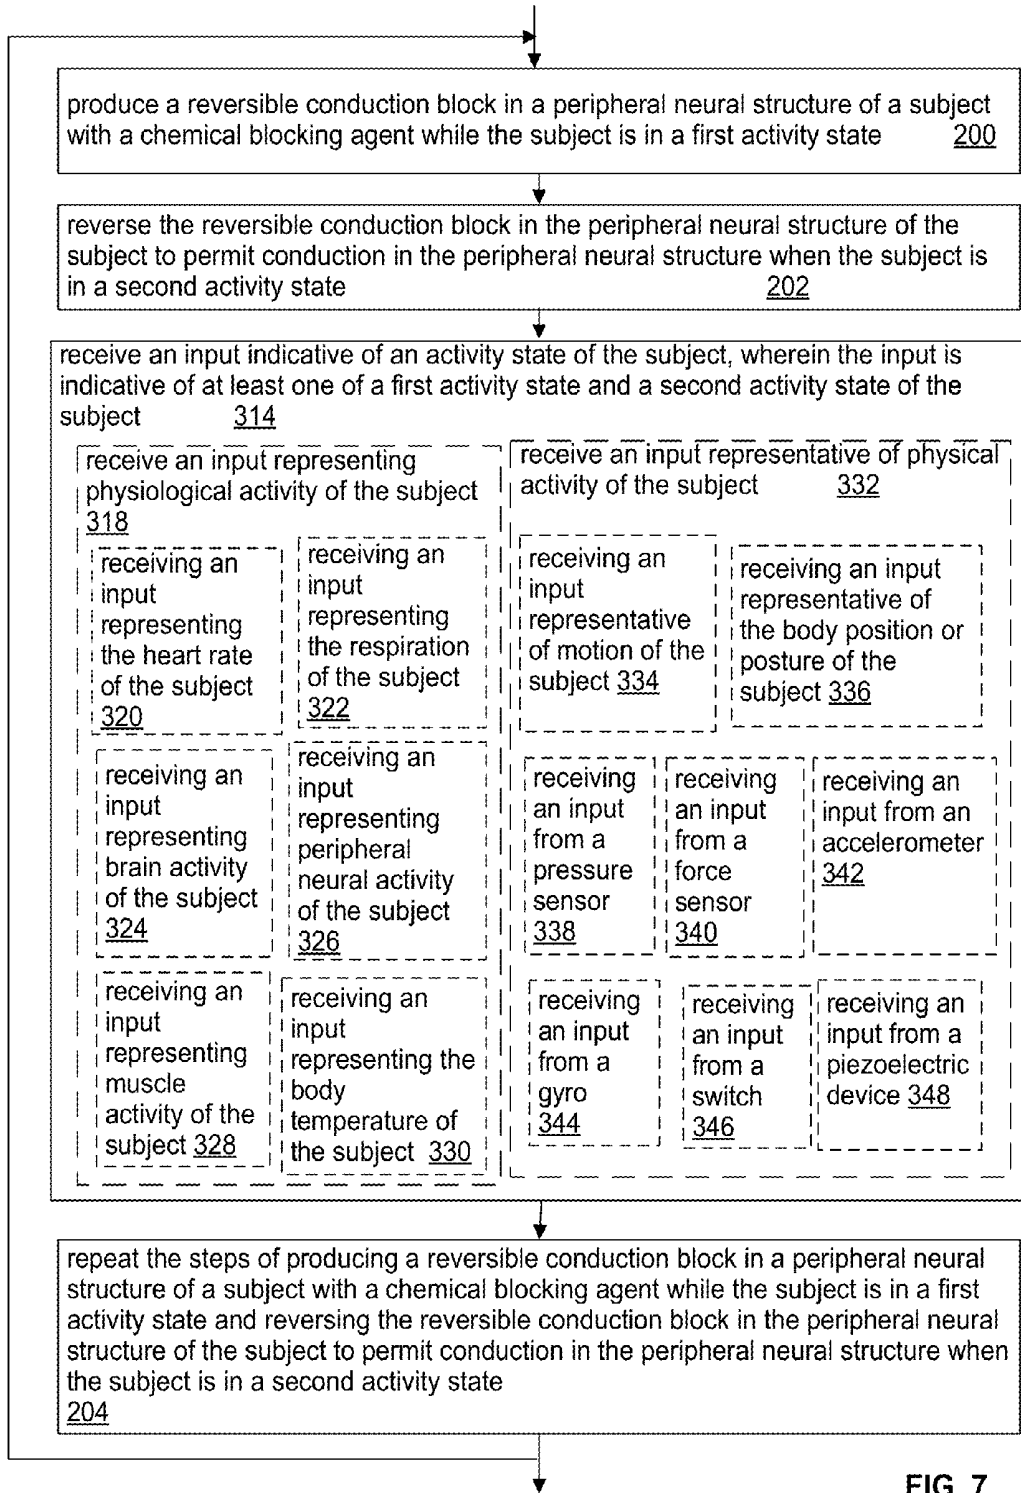 produce a reversible conduction block in a peripheral neural structure of a subject
with a chemical blocking agent while the subject is in a first activity state 200
reverse the reversible conduction block in the peripheral neural structure of the
subject to permit conduction in the peripheral neural structure when the subject is
in a second activity state 202
receive an input indicative of an activity state of the subject, wherein the input is
indicative of at least one of a first activity state and a second activity state of the
subject 314
receive an input representing
physiological activity of the subject
318
receiving an
input
representing
the heart rate
of the subject
320
receiving an
input
representing
the respiration
of the subject
322
receiving an
input
representing
brain activity
of the subject
324
receiving an
input
representing
peripheral
neural activity
of the subject
326
receiving an
input
representing
muscle
activity of the
subject 328
receiving an
input
representing the
body
temperature of
the subject 330
receive an input representative of physical
activity of the subject 332
receiving an
input
representative
of motion of the
subject 334
receiving an input
representative of
the body position or
posture of the
subject 336
receiving
an input
from a
pressure
sensor
338
receiving
an input
from a
force
sensor
340
receiving an
input from an
accelerometer
342
receiving
an input
from a
gyro
344
receiving
an input
from a
switch
346
receiving an
input from a
piezoelectric
device 348
repeat the steps of producing a reversible conduction block in a peripheral neural
structure of a subject with a chemical blocking agent while the subject is in a first
activity state and reversing the reversible conduction block in the peripheral neural
structure of the subject to permit conduction in the peripheral neural structure when
the subject is in a second activity state
204
FIG. 7